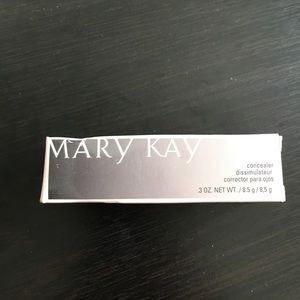 MARY KAY
concealer
dissimulateur
corrector para ojos
.3 OZ. NET WT. / 8.5 g / 8,5 g